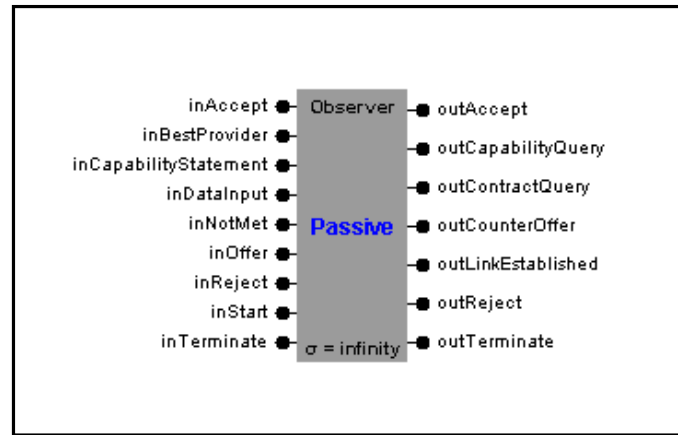 inAccept
inBestProvider
inCapabilityStatement
inDataInput
inNotMet
inOffer
inReject
inStart
inTerminate
Observer
Passive
σ = infinity
outAccept
outCapabilityQuery
outContractQuery
outCounterOffer
outLinkEstablished
outReject
outTerminate